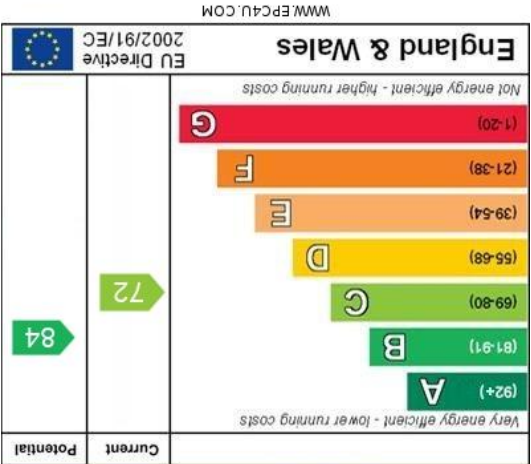 Current Potential
Very energy efficient - lower running costs
(92+) A
(81-91) B
84
(69-80) C
72
(55-68) D
(39-54) E
(21-38) F
(1-20) G
Not energy efficient - higher running costs
England & Wales
EU Directive
2002/91/EC
WWW.EPC4U.COM